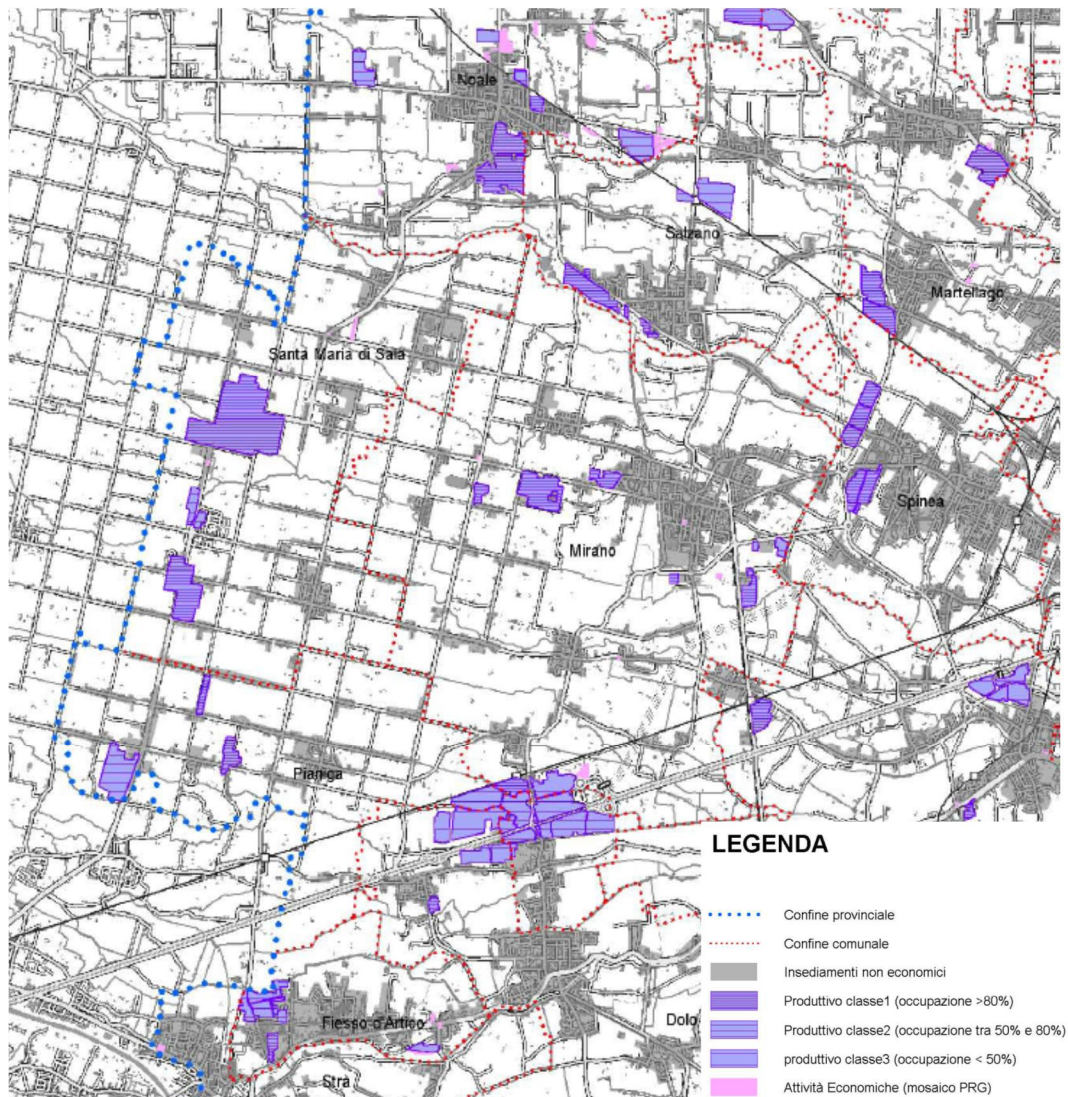 Noale
Salzano
Martellago
Santa Maria di Sala
Spinea
Mirano
Pianiga
Fiesso d'Artico
Dolo
Stra
LEGENDA
Confine provinciale
Confine comunale
Insediamenti non economici
Produttivo classe1 (occupazione >80%)
Produttivo classe2 (occupazione tra 50% e 80%)
produttivo classe3 (occupazione < 50%)
Attività Economiche (mosaico PRG)